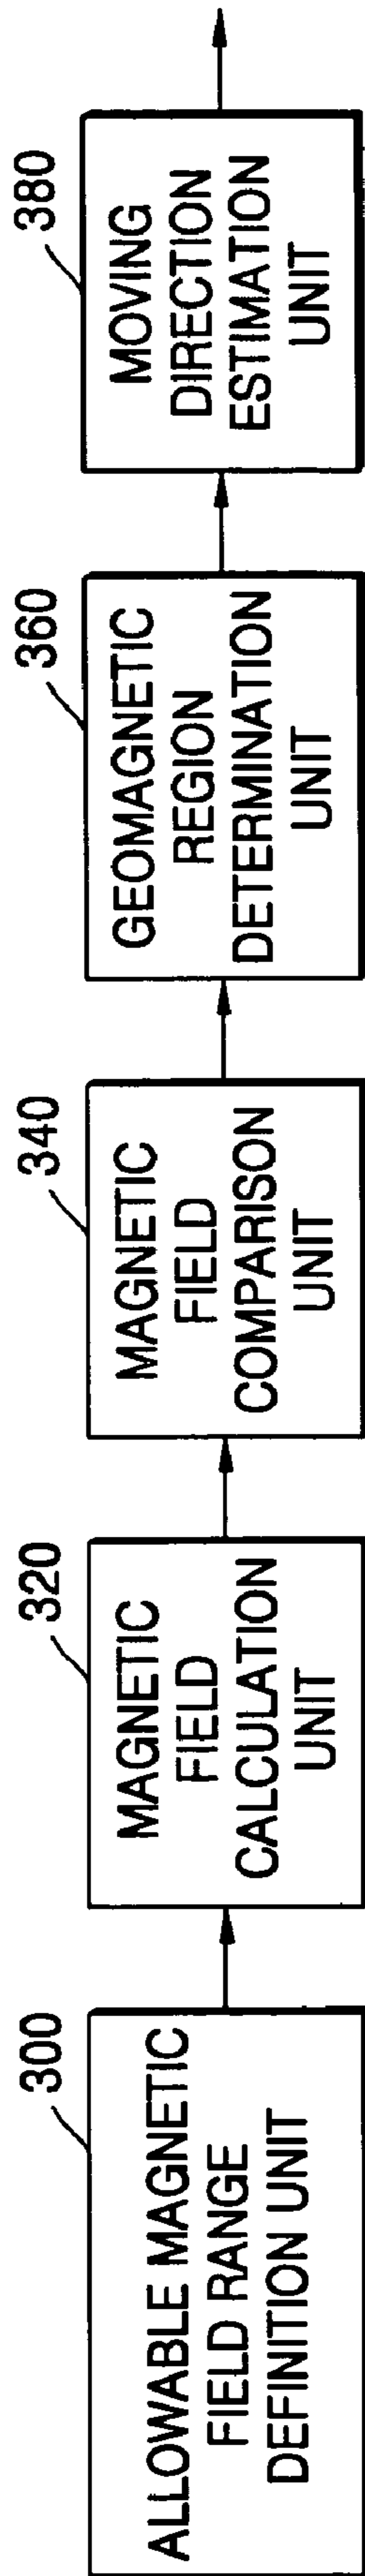 300
ALLOWABLE MAGNETIC
FIELD RANGE
DEFINITION UNIT
320
MAGNETIC
FIELD
CALCULATION
UNIT
340
MAGNETIC
FIELD
COMPARISON
UNIT
360
GEOMAGNETIC
REGION
DETERMINATION
UNIT
380
MOVING
DIRECTION
ESTIMATION
UNIT